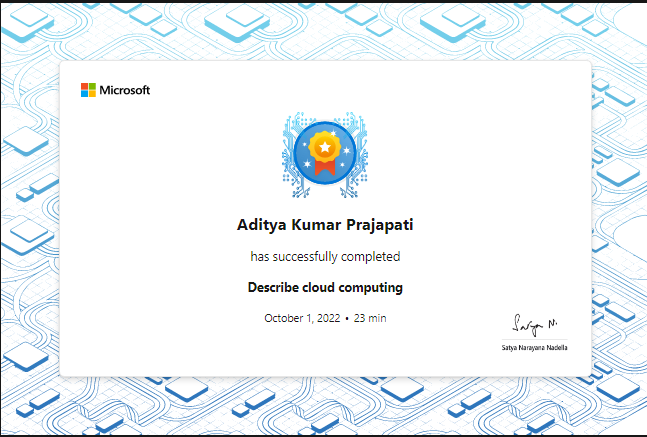 Microsoft
Aditya Kumar Prajapati
has successfully completed
Describe cloud computing
October 1, 2022 • 23 min
Satya N.
Satya Narayana Nadella